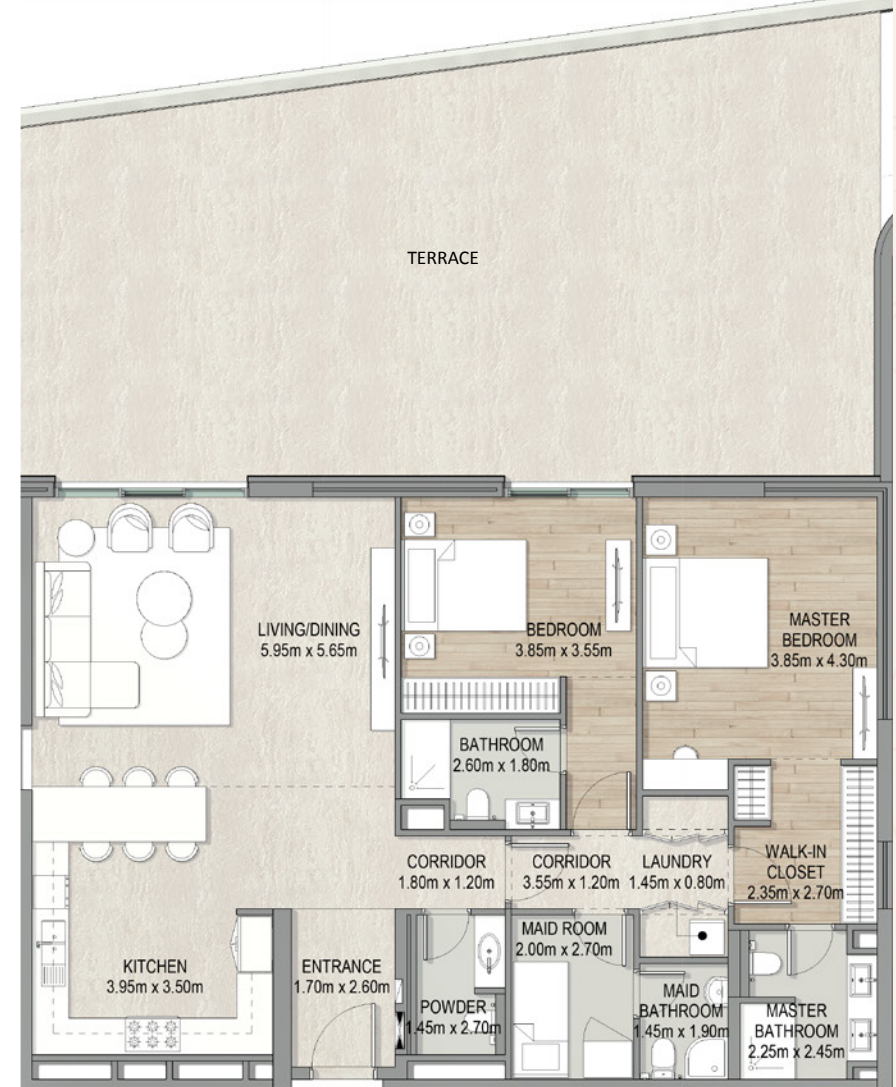 TERRACE
LIVING/DINING
5.95m x 5.65m
BEDROOM
3.85m x 3.55m
MASTER
BEDROOM
3.85m x 4.30m
BATHROOM
2.60m x 1.80m
CORRIDOR
1.80m x 1.20m
CORRIDOR
3.55m x 1.20m
LAUNDRY
1.45m x 0.80m
WALK-IN
CLOSET
2.35m x 2.70m
KITCHEN
3.95m x 3.50m
ENTRANCE
1.70m x 2.60m
POWDER
1.45m x 2.70m
MAID ROOM
2.00m x 2.70m
MAID
BATHROOM
1.45m x 1.90m
MASTER
BATHROOM
2.25m x 2.45m